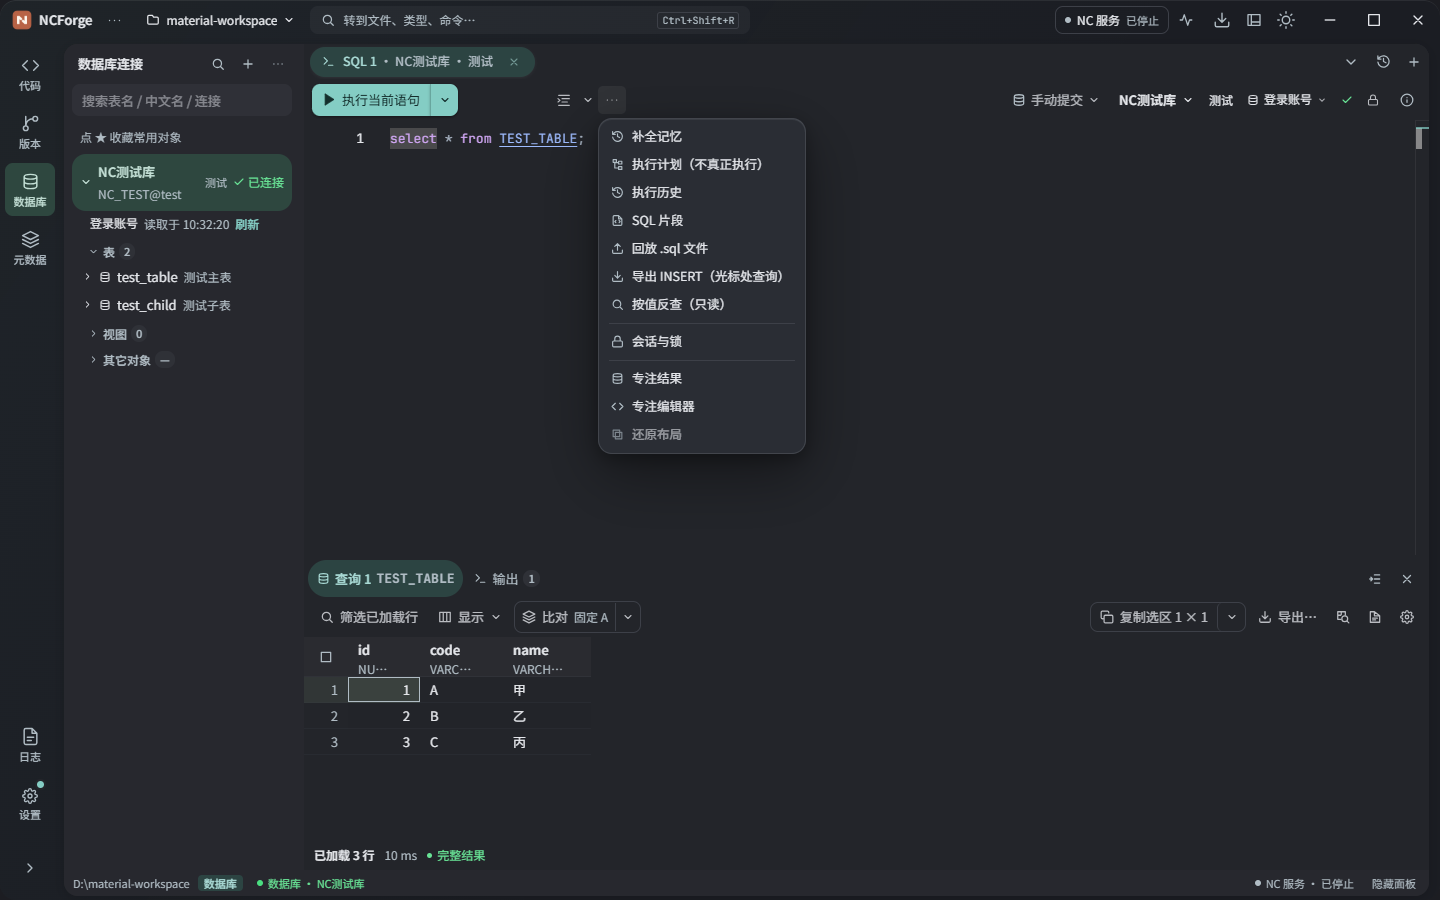 NCForge ··· material-workspace 转到文件、类型、命令··· Ctrl+Shift+R NC 服务 已停止
代码
版本
数据库
元数据
日志
设置
数据库连接 ···
搜索表名 / 中文名 / 连接
点 ★ 收藏常用对象
NC测试库
NC_TEST@test
测试 已连接
登录账号 读取于 10:32:20 刷新
表 2
test_table 测试主表
test_child 测试子表
视图 0
其它对象 —
SQL 1 • NC测试库 • 测试
执行当前语句 ··· 手动提交 NC测试库 测试 登录账号
1 select * from TEST_TABLE;
补全记忆
执行计划（不真正执行）
执行历史
SQL 片段
回放 .sql 文件
导出 INSERT（光标处查询）
按值反查（只读）
会话与锁
专注结果
专注编辑器
还原布局
查询 1 TEST_TABLE 输出 1
筛选已加载行 显示 比对 固定 A 复制选区 1 × 1 导出···
id code name
NU··· VARC··· VARCH···
1 1 A 甲
2 2 B 乙
3 3 C 丙
已加载 3 行 10 ms • 完整结果
D:\material-workspace 数据库 数据库 • NC测试库 NC 服务 • 已停止 隐藏面板